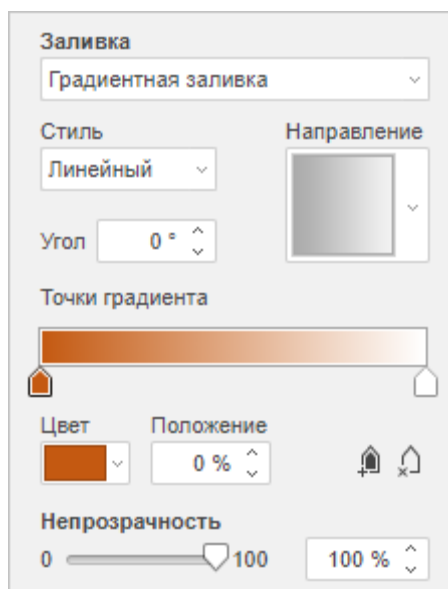 Заливка
Градиентная заливка
Стиль Направление
Линейный
Угол 0 °
Точки градиента
Цвет Положение
0 %
Непрозрачность
0 100 100 %